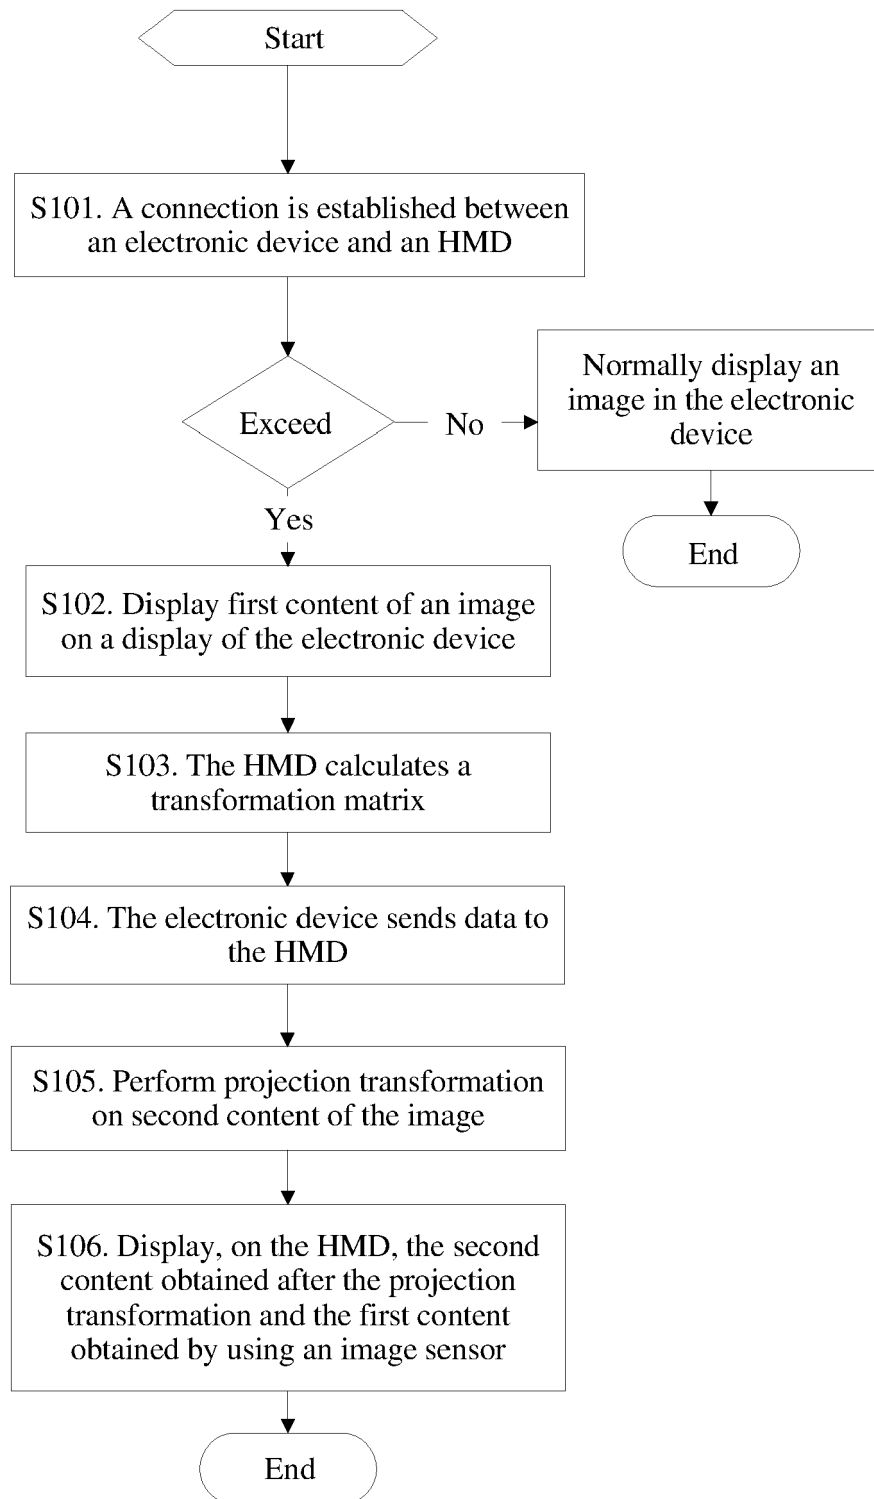 Start
S101. A connection is established between
an electronic device and an HMD
Exceed
No
Normally display an
image in the electronic
device
End
Yes
S102. Display first content of an image
on a display of the electronic device
S103. The HMD calculates a
transformation matrix
S104. The electronic device sends data to
the HMD
S105. Perform projection transformation
on second content of the image
S106. Display, on the HMD, the second
content obtained after the projection
transformation and the first content
obtained by using an image sensor
End